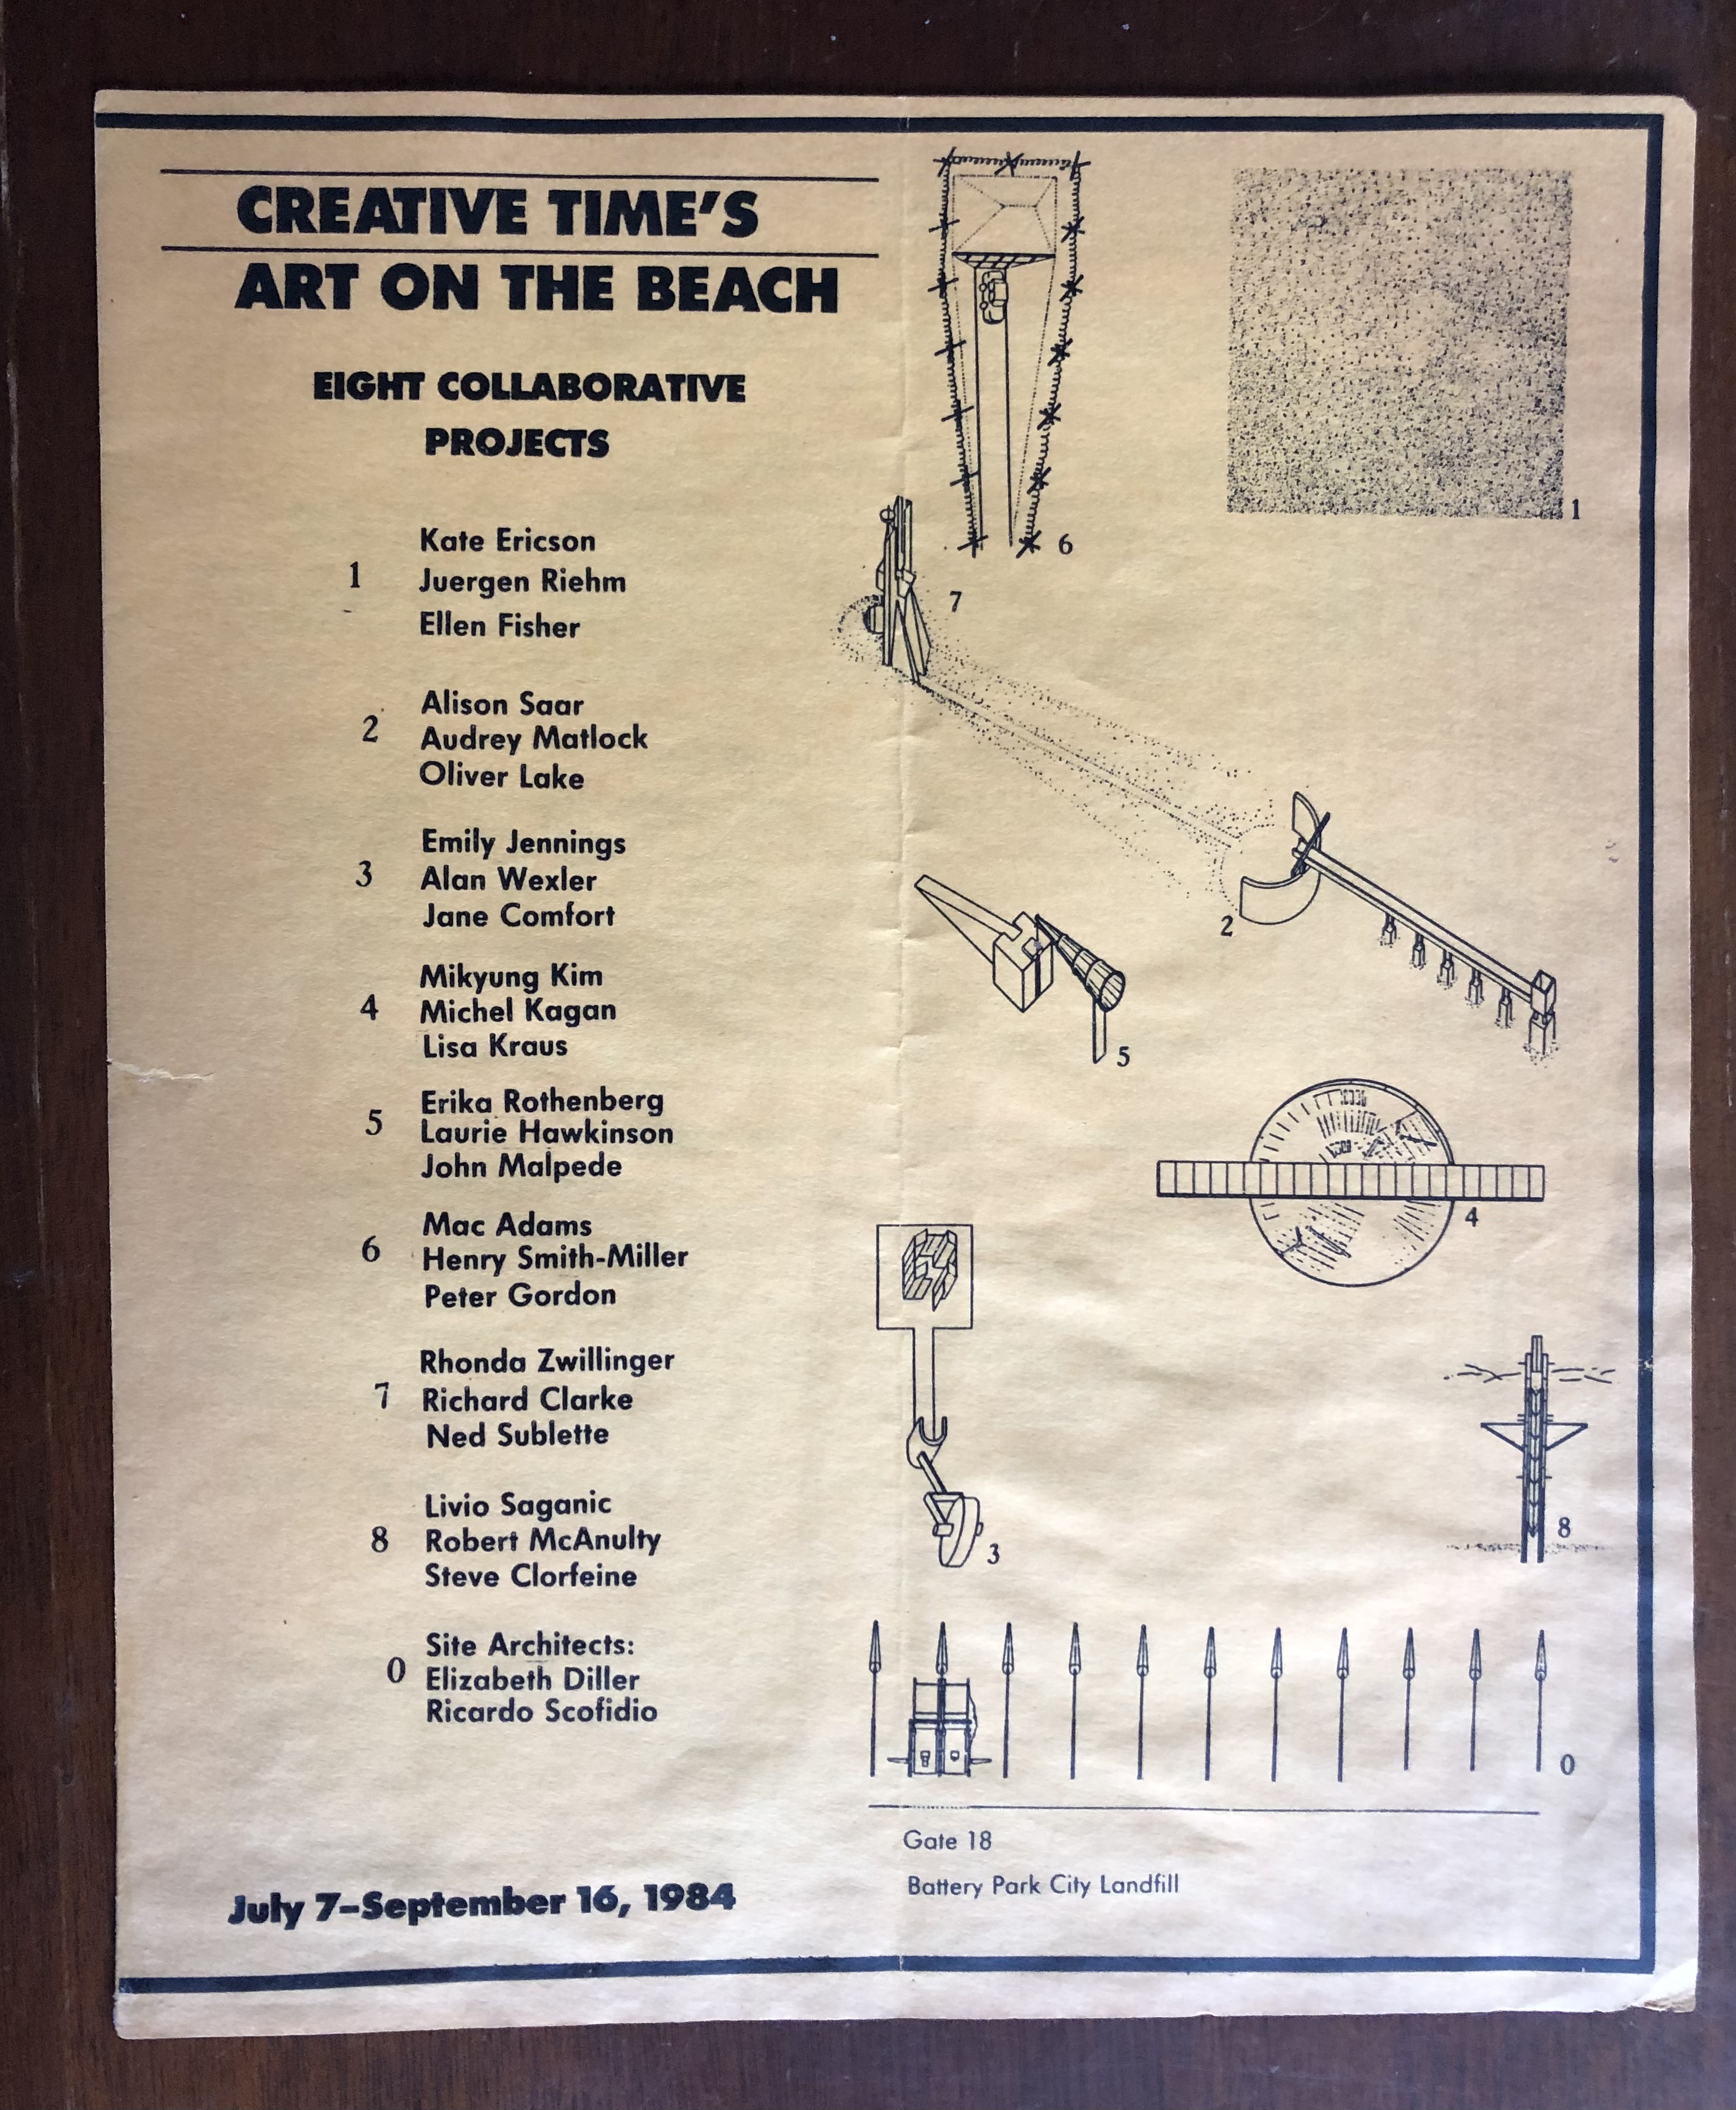 CREATIVE TIME'S
ART ON THE BEACH
EIGHT COLLABORATIVE
PROJECTS
Kate Ericson
1 Juergen Riehm
Ellen Fisher
Alison Saar
2 Audrey Matlock
Oliver Lake
Emily Jennings
3 Alan Wexler
Jane Comfort
Mikyung Kim
4 Michel Kagan
Lisa Kraus
Erika Rothenberg
5 Laurie Hawkinson
John Malpede
Mac Adams
6 Henry Smith-Miller
Peter Gordon
Rhonda Zwillinger
7 Richard Clarke
Ned Sublette
Livio Saganic
8 Robert McAnulty
Steve Clorfeine
Site Architects:
0 Elizabeth Diller
Ricardo Scofidio
July 7–September 16, 1984
1
6
7
2
5
4
8
3
0
Gate 18
Battery Park City Landfill